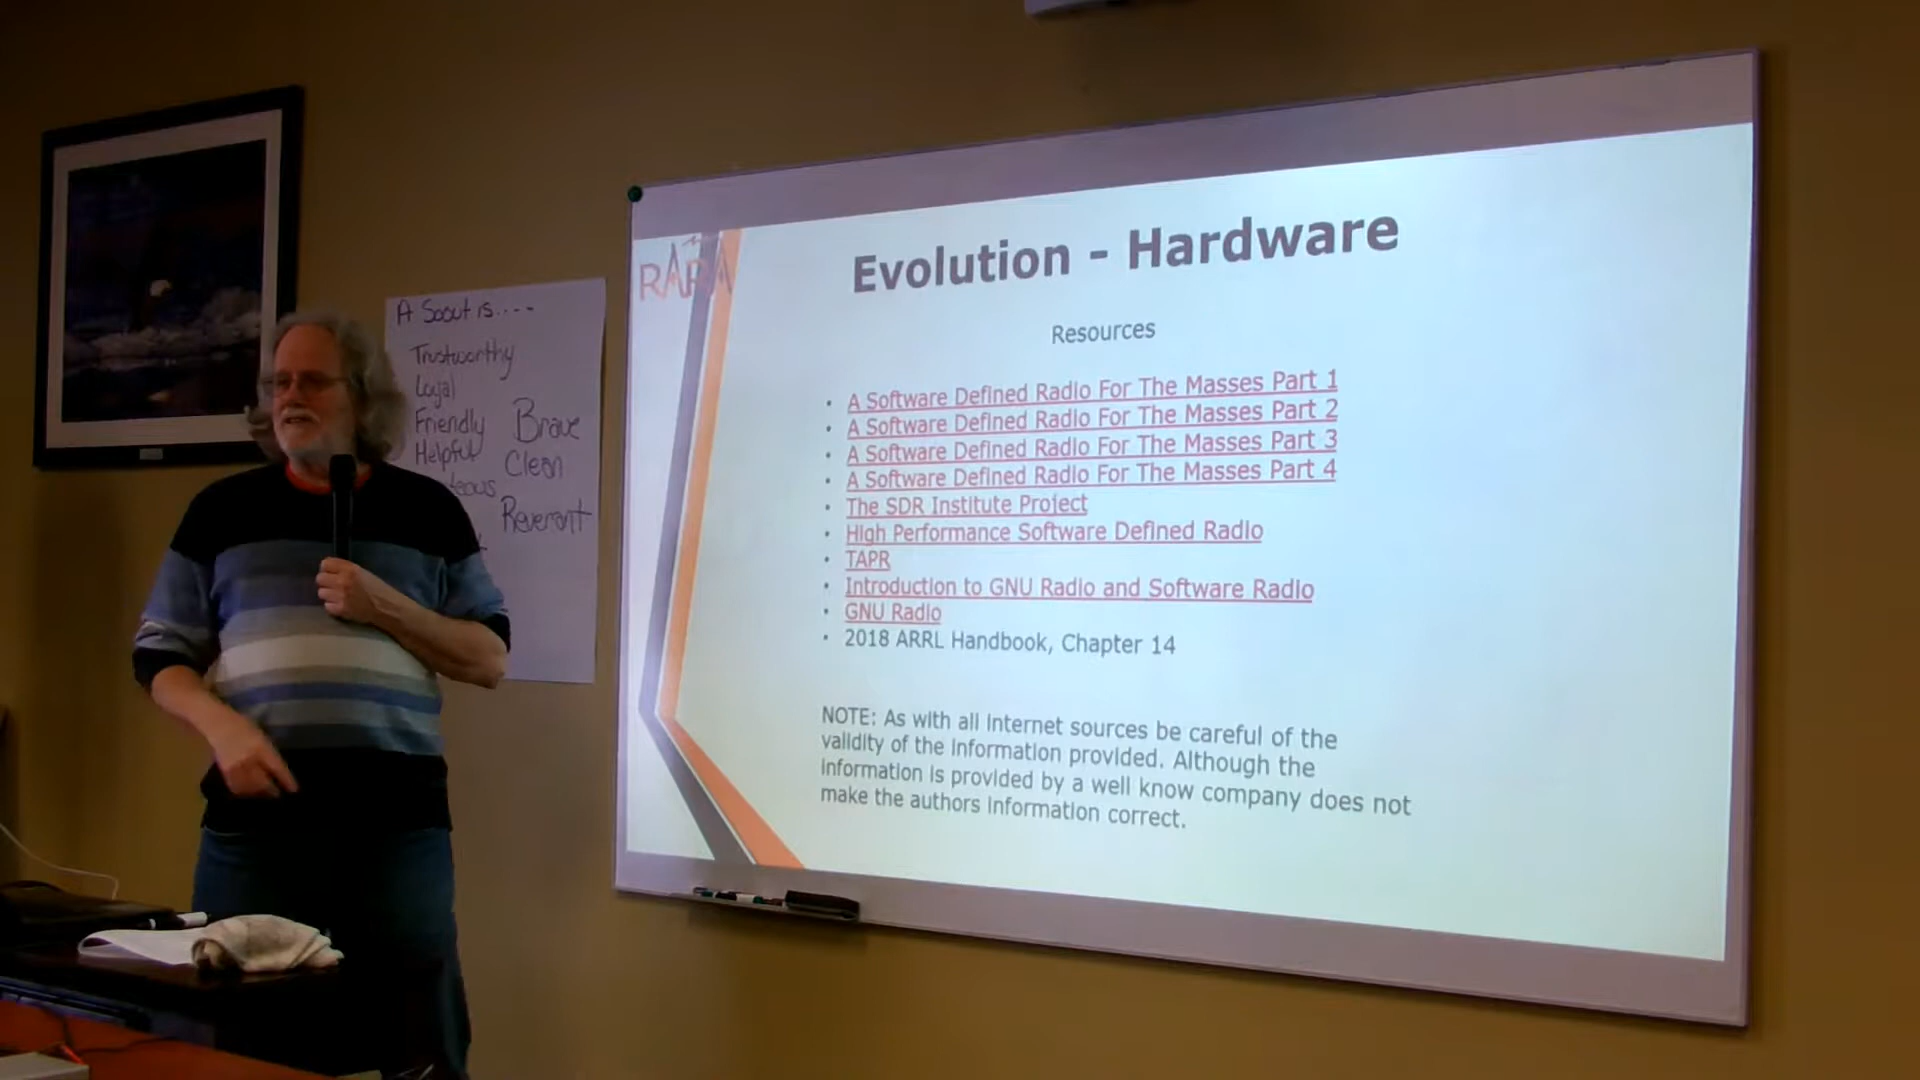 A Scout is....
Trustworthy
Loyal
Friendly
Helpful
Brave
Clean
Reverant
RARA
Evolution - Hardware
Resources
• A Software Defined Radio For The Masses Part 1
• A Software Defined Radio For The Masses Part 2
• A Software Defined Radio For The Masses Part 3
• A Software Defined Radio For The Masses Part 4
• The SDR Institute Project
• High Performance Software Defined Radio
• TAPR
• Introduction to GNU Radio and Software Radio
• GNU Radio
• 2018 ARRL Handbook, Chapter 14
NOTE: As with all internet sources be careful of the
validity of the information provided. Although the
information is provided by a well know company does not
make the authors information correct.